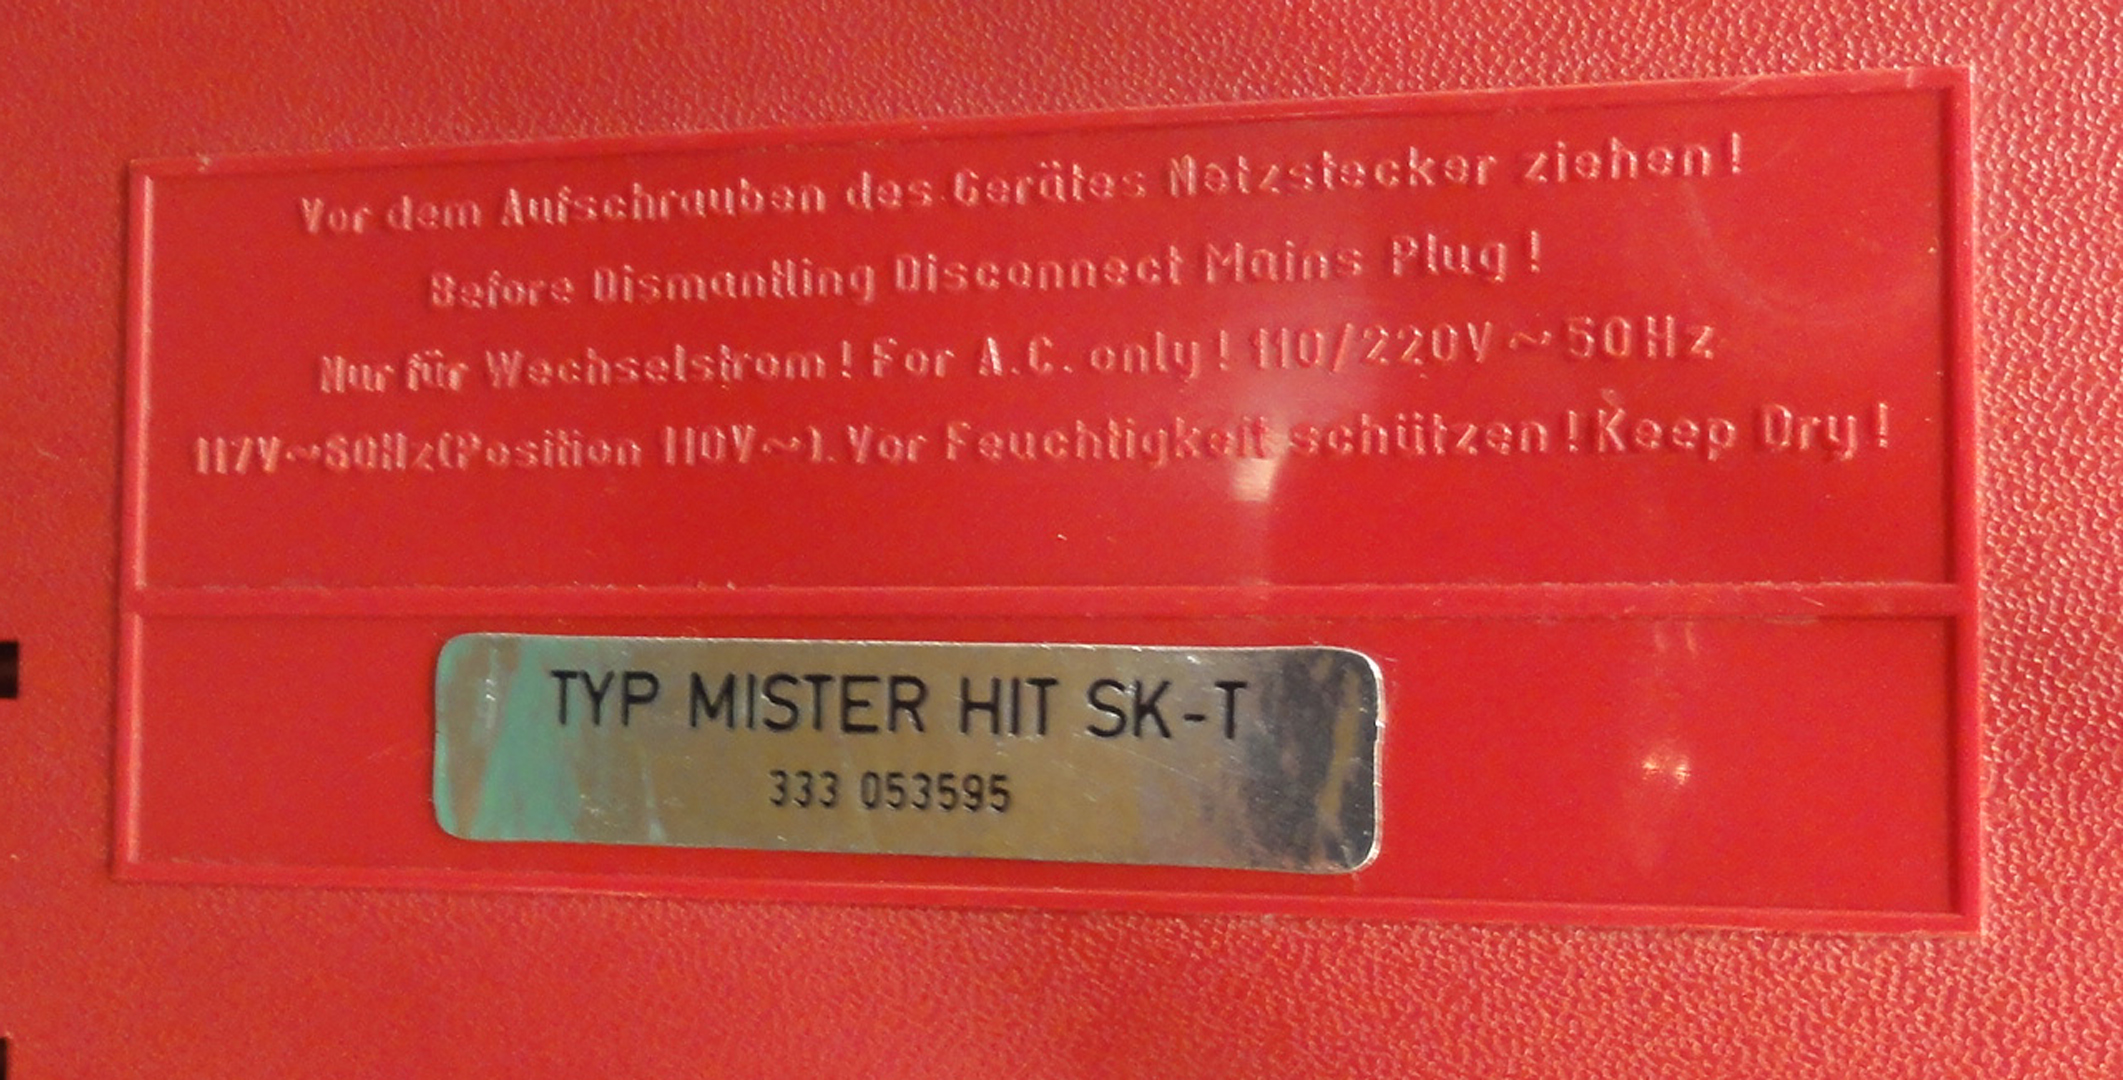 Vor dem Aufschrauben des Gerätes Netzstecker ziehen!
Before Dismantling Disconnect Mains Plug!
Nur für Wechselstrom! For A.C. only! 110/220V~50Hz
117V~60Hz(Position 110V~). Vor Feuchtigkeit schützen! Keep Dry!
TYP MISTER HIT SK-T
333 053595